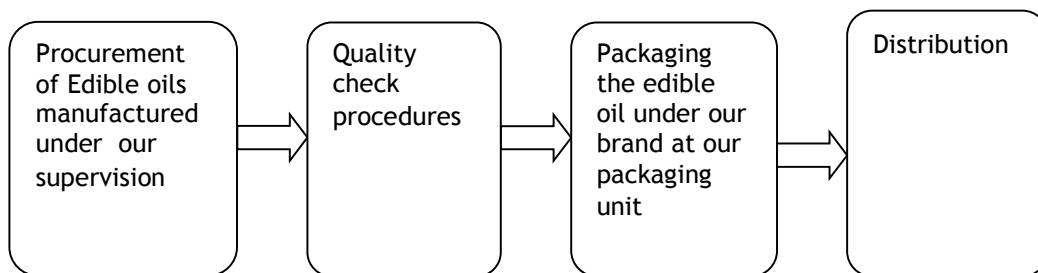 Procurement
of Edible oils
manufactured
under our
supervision
Quality
check
procedures
Packaging
the edible
oil under our
brand at our
packaging
unit
Distribution